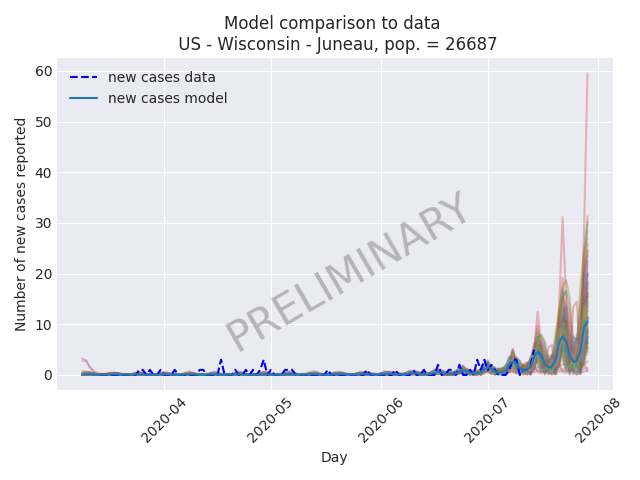 Model comparison to data
US - Wisconsin - Juneau, pop. = 26687
new cases data
new cases model
Number of new cases reported
60
50
40
30
20
10
0
PRELIMINARY
2020-04
2020-05
2020-06
2020-07
2020-08
Day